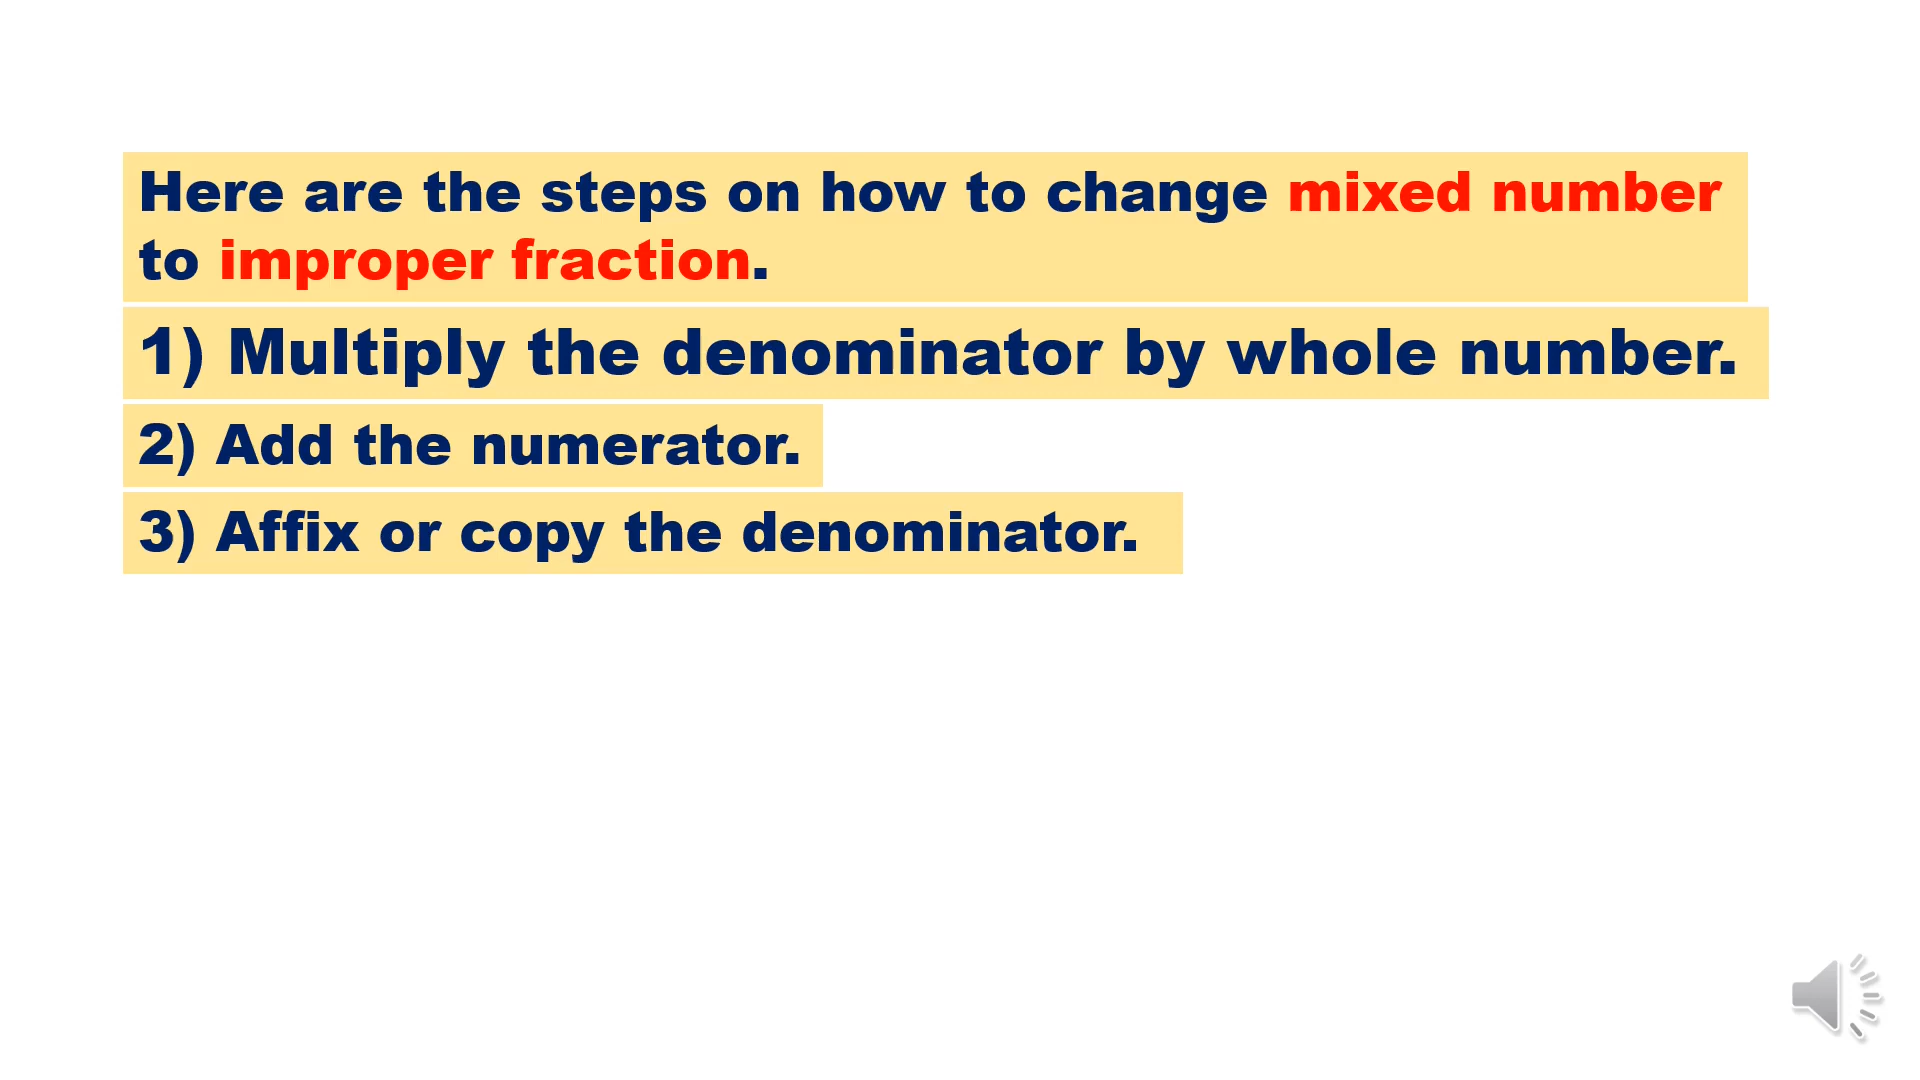 Here are the steps on how to change mixed number
to improper fraction.
1) Multiply the denominator by whole number.
2) Add the numerator.
3) Affix or copy the denominator.